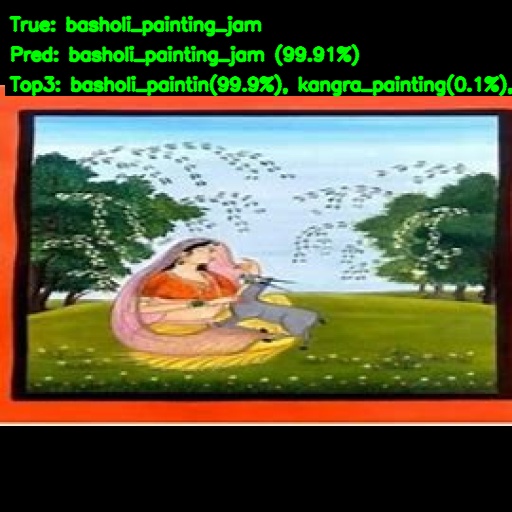 True: basholi_painting_jam
Pred: basholi_painting_jam (99.91%)
Top3: basholi_paintin(99.9%), kangra_painting(0.1%),